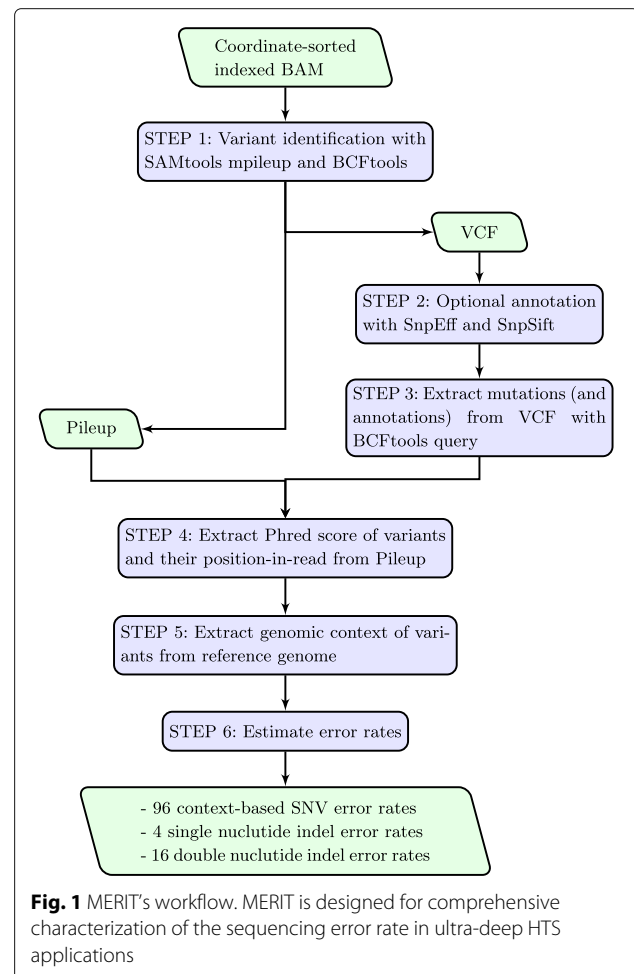 Coordinate-sorted
indexed BAM
STEP 1: Variant identification with
SAMtools mpileup and BCFtools
VCF
STEP 2: Optional annotation
with SnpEff and SnpSift
STEP 3: Extract mutations (and
annotations) from VCF with
BCFtools query
Pileup
STEP 4: Extract Phred score of variants
and their position-in-read from Pileup
STEP 5: Extract genomic context of vari-
ants from reference genome
STEP 6: Estimate error rates
- 96 context-based SNV error rates
- 4 single nuclutide indel error rates
- 16 double nuclutide indel error rates
Fig. 1 MERIT's workflow. MERIT is designed for comprehensive
characterization of the sequencing error rate in ultra-deep HTS
applications